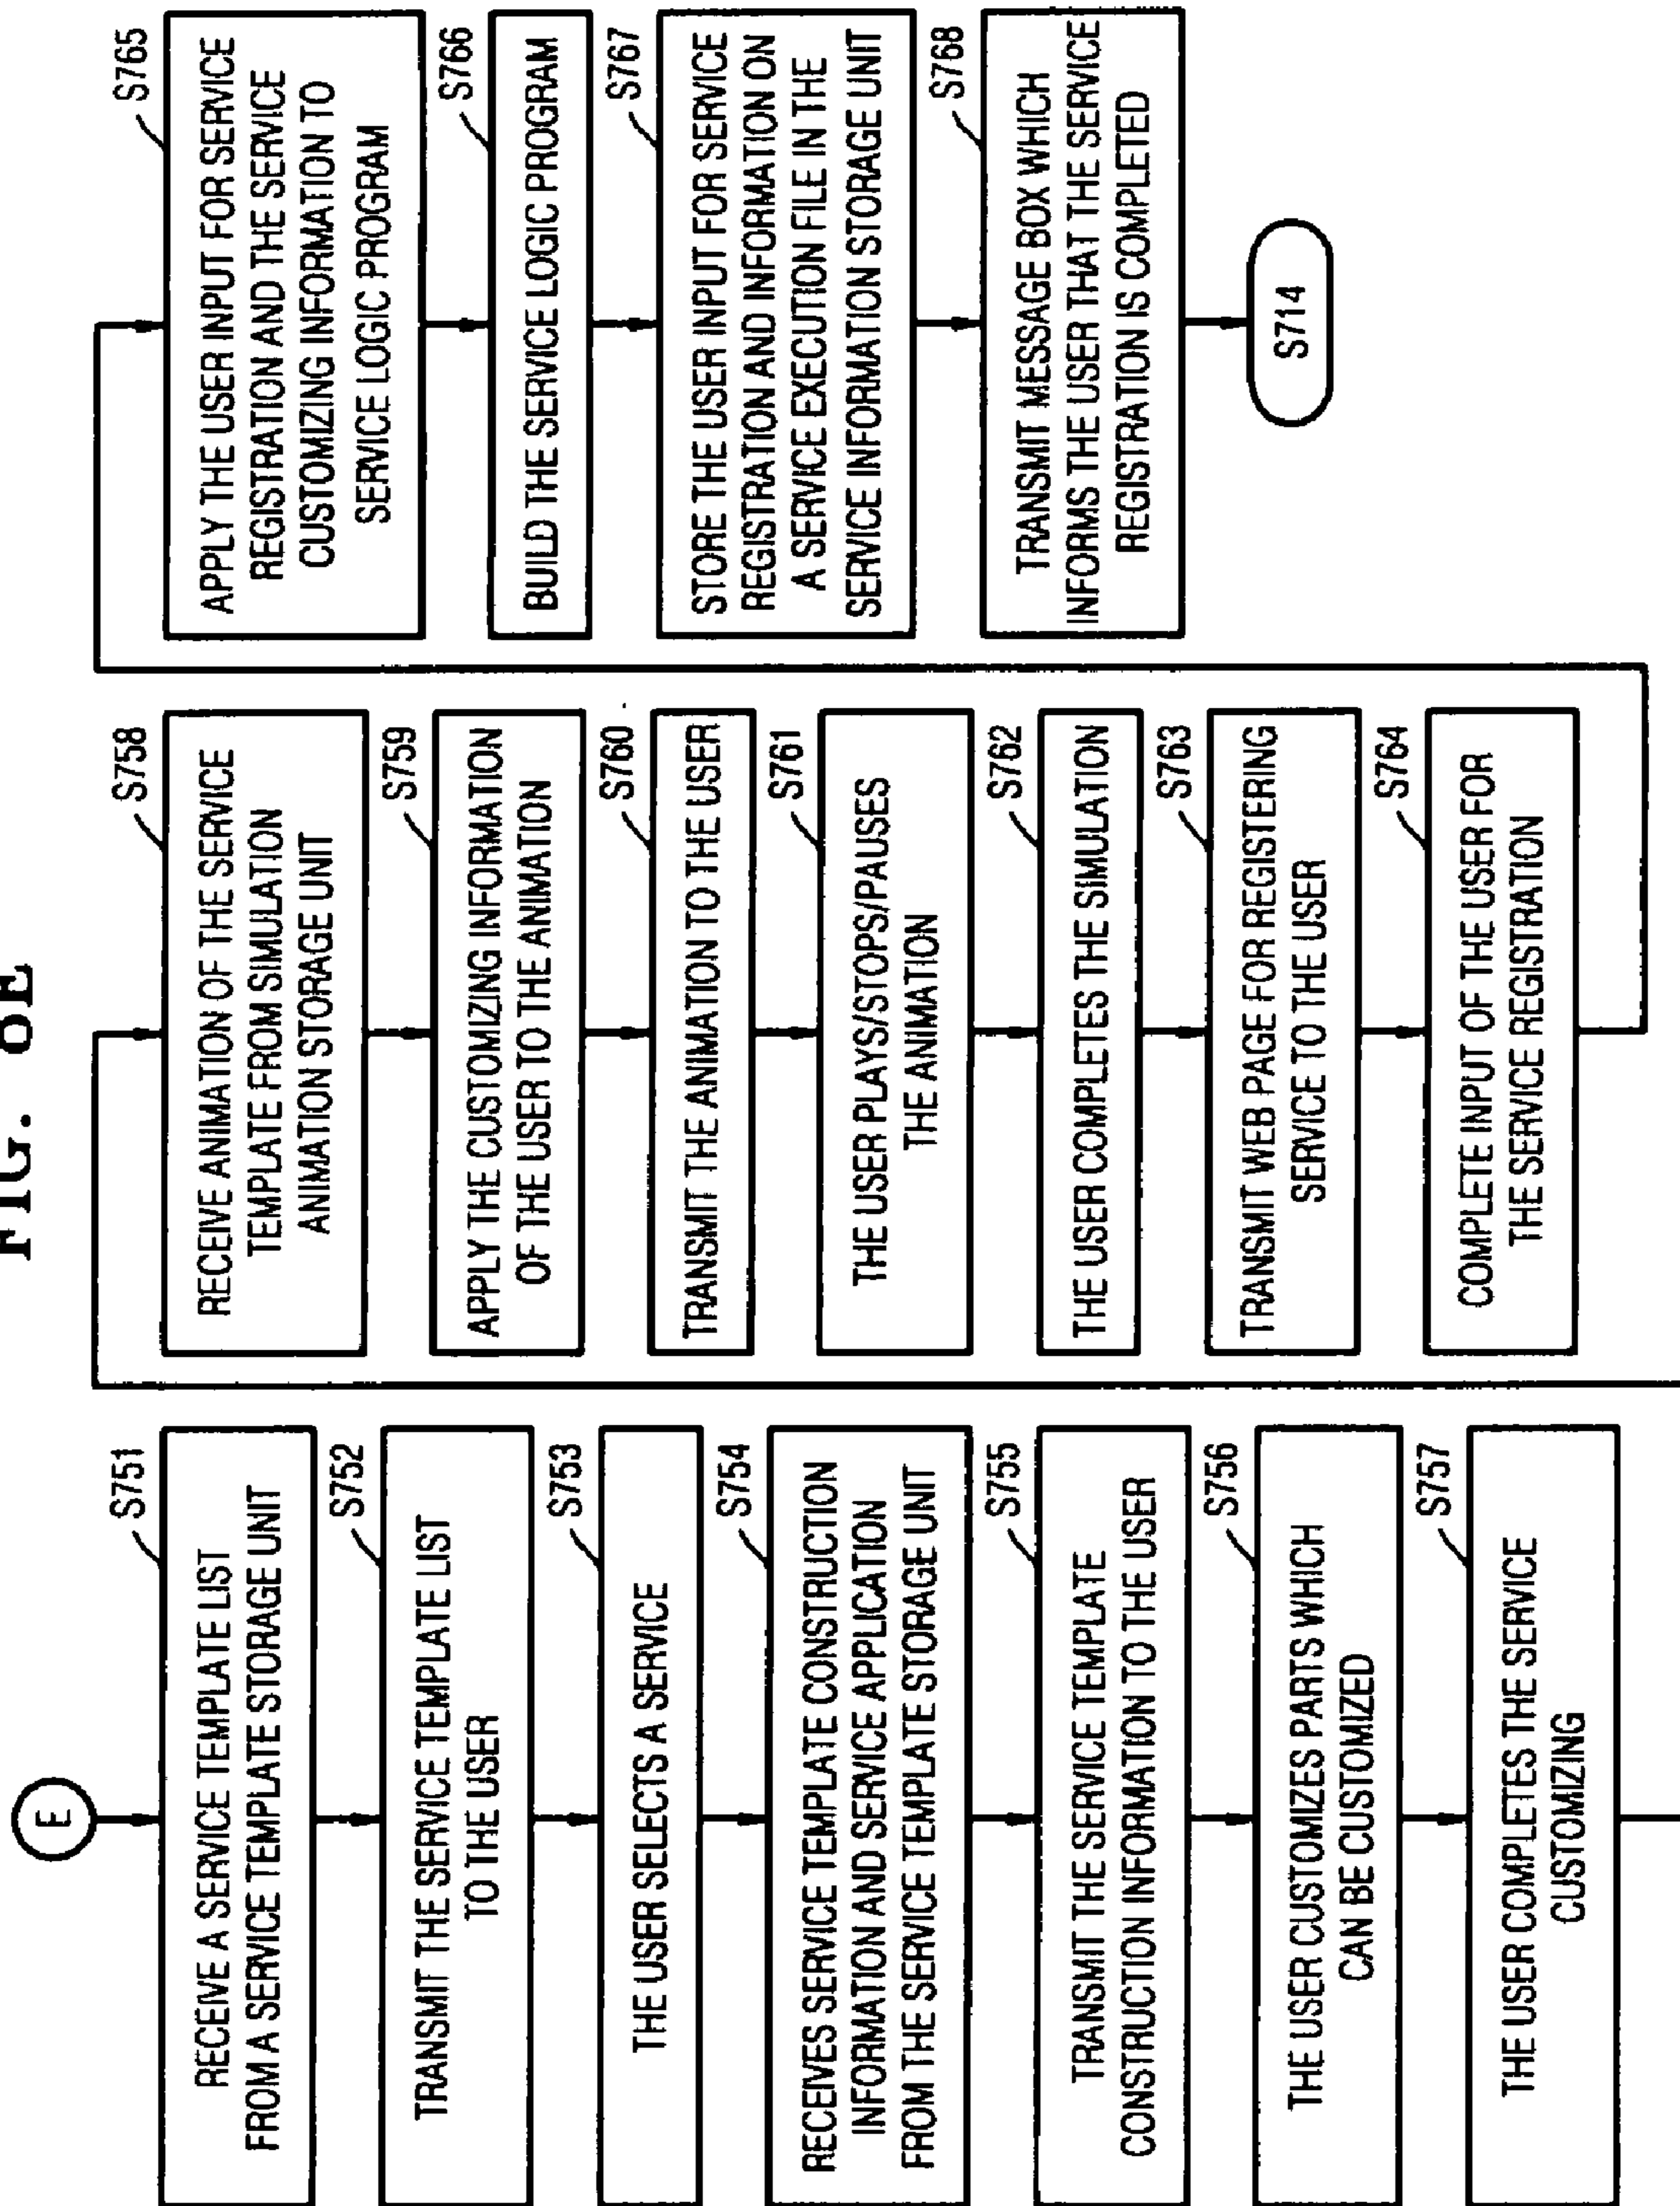 FIG. 8E
E
S751
RECEIVE A SERVICE TEMPLATE LIST
FROM A SERVICE TEMPLATE STORAGE UNIT
S752
TRANSMIT THE SERVICE TEMPLATE LIST
TO THE USER
S753
THE USER SELECTS A SERVICE
S754
RECEIVES SERVICE TEMPLATE CONSTRUCTION
INFORMATION AND SERVICE APPLICATION
FROM THE SERVICE TEMPLATE STORAGE UNIT
S755
TRANSMIT THE SERVICE TEMPLATE
CONSTRUCTION INFORMATION TO THE USER
S756
THE USER CUSTOMIZES PARTS WHICH
CAN BE CUSTOMIZED
S757
THE USER COMPLETES THE SERVICE
CUSTOMIZING
S758
RECEIVE ANIMATION OF THE SERVICE
TEMPLATE FROM SIMULATION
ANIMATION STORAGE UNIT
S759
APPLY THE CUSTOMIZING INFORMATION
OF THE USER TO THE ANIMATION
S760
TRANSMIT THE ANIMATION TO THE USER
S761
THE USER PLAYS/STOPS/PAUSES
THE ANIMATION
S762
THE USER COMPLETES THE SIMULATION
S763
TRANSMIT WEB PAGE FOR REGISTERING
SERVICE TO THE USER
S764
COMPLETE INPUT OF THE USER FOR
THE SERVICE REGISTRATION
S765
APPLY THE USER INPUT FOR SERVICE
REGISTRATION AND THE SERVICE
CUSTOMIZING INFORMATION TO
SERVICE LOGIC PROGRAM
S766
BUILD THE SERVICE LOGIC PROGRAM
S767
STORE THE USER INPUT FOR SERVICE
REGISTRATION AND INFORMATION ON
A SERVICE EXECUTION FILE IN THE
SERVICE INFORMATION STORAGE UNIT
S768
TRANSMIT MESSAGE BOX WHICH
INFORMS THE USER THAT THE SERVICE
REGISTRATION IS COMPLETED
S714